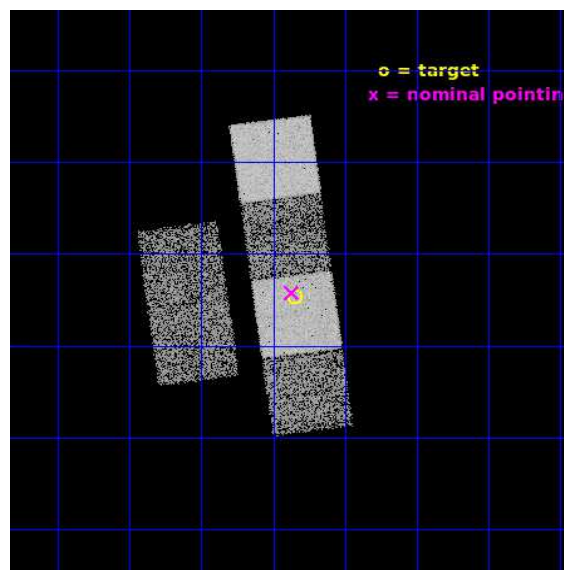 o = target
x = nominal pointin